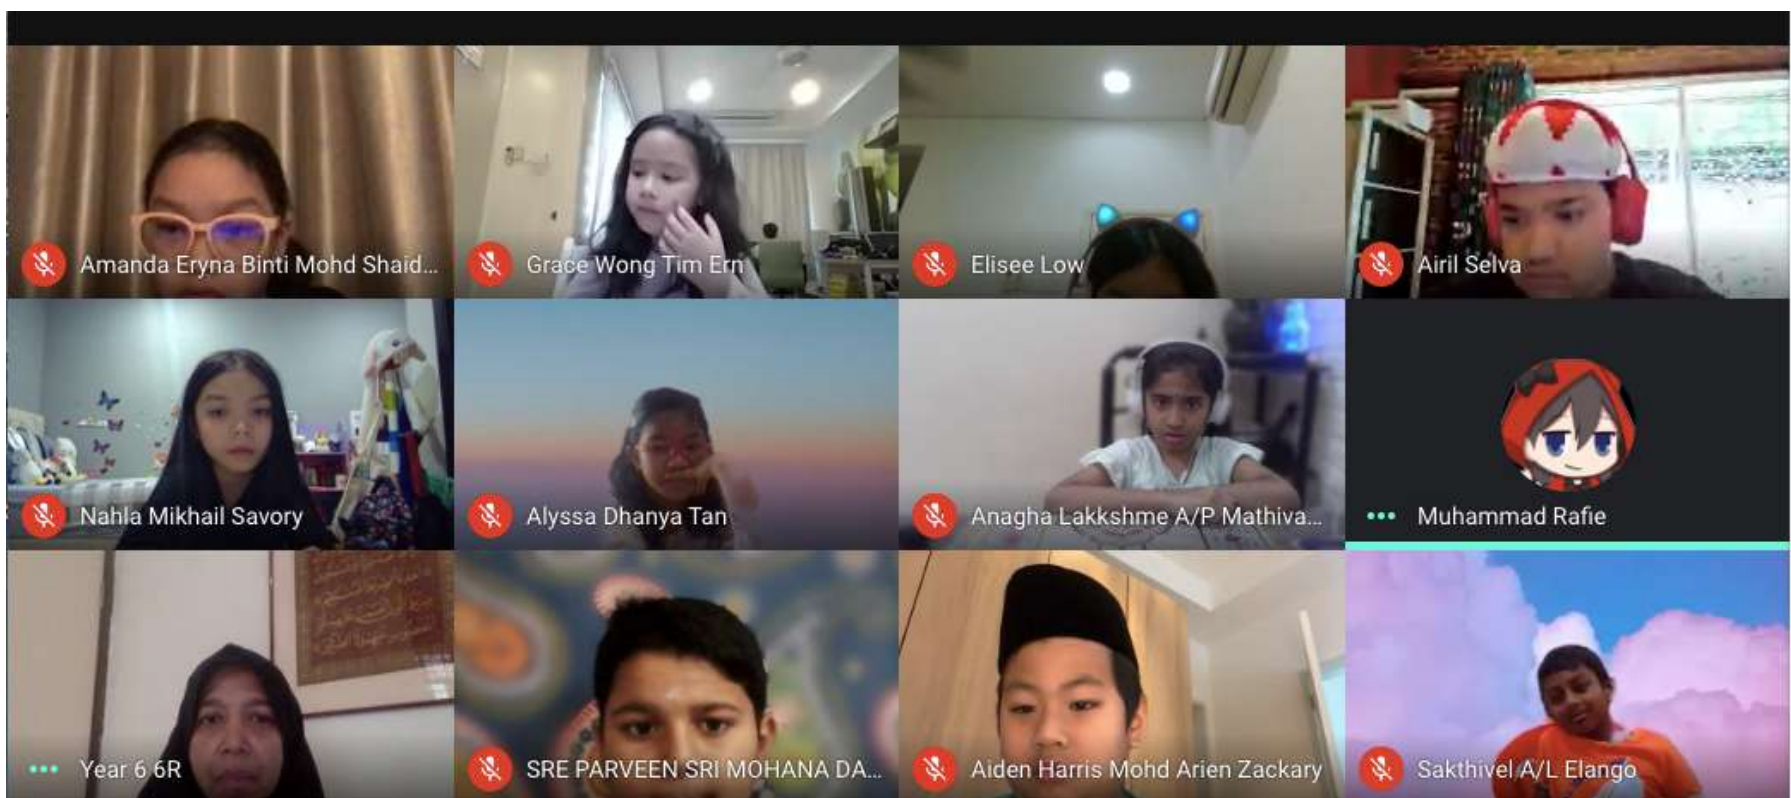 Amanda Eryna Binti Mohd Shaid...
Grace Wong Tim Ern
Elisee Low
Airil Selva
Nahla Mikhail Savory
Alyssa Dhanya Tan
Anagha Lakkshme A/P Mathiva...
Muhammad Rafie
Year 6 6R
SRE PARVEEN SRI MOHANA DA...
Aiden Harris Mohd Arien Zackary
Sakthivel A/L Elango